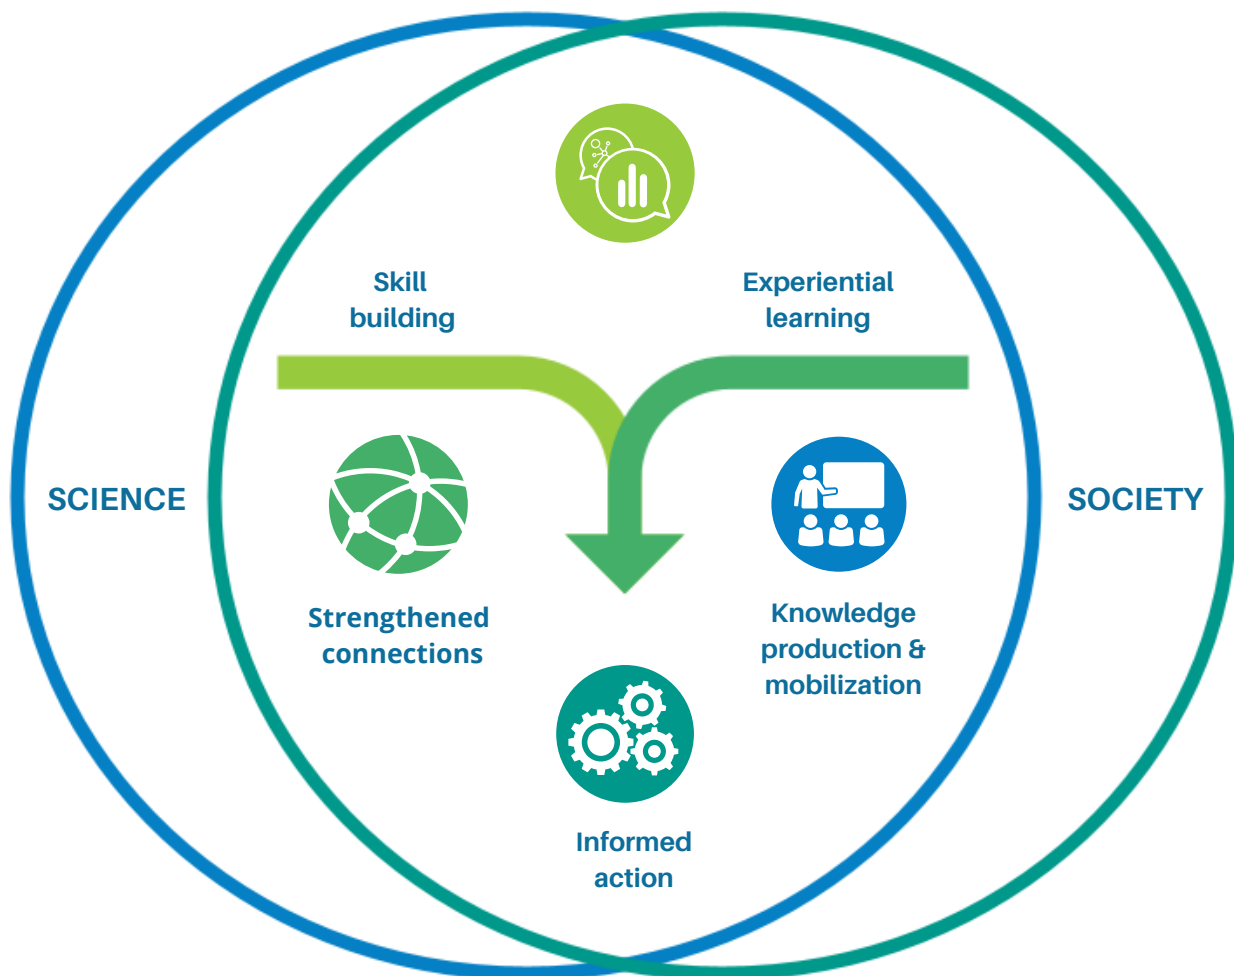 Skill
building
Experiential
learning
SCIENCE
SOCIETY
Strengthened
connections
Knowledge
production &
mobilization
Informed
action